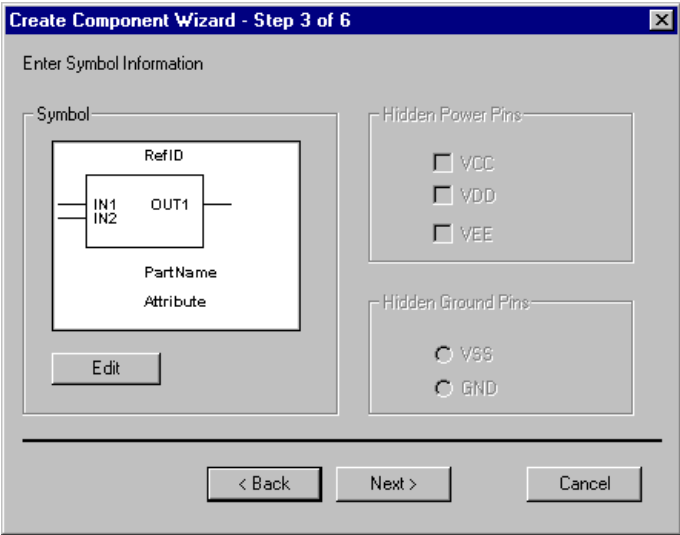 Create Component Wizard - Step 3 of 6
Enter Symbol Information
Symbol
RefID
IN1 OUT1
IN2
PartName
Attribute
Edit
Hidden Power Pins
VCC
VDD
VEE
Hidden Ground Pins
VSS
GND
< Back Next > Cancel